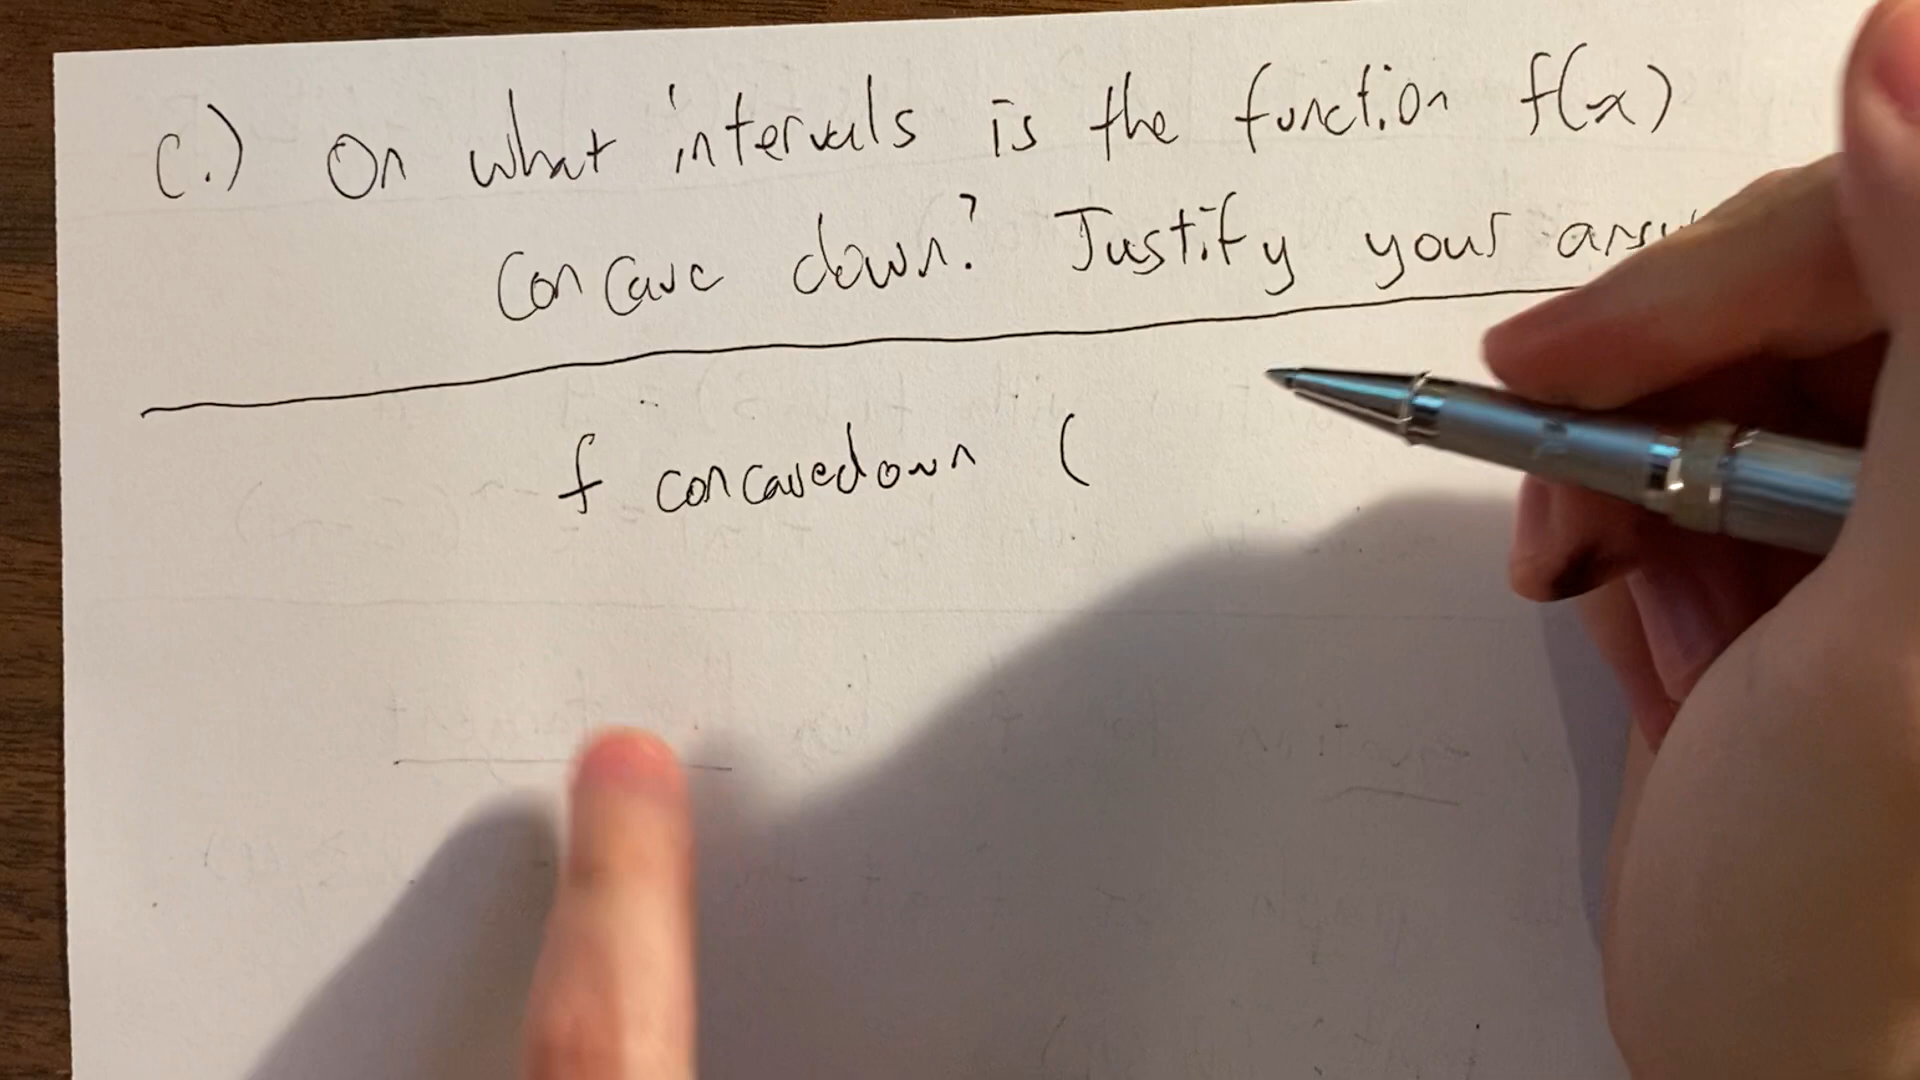 C.) On what intervals is the function f(x)
concave down? Justify your
f concavedown (